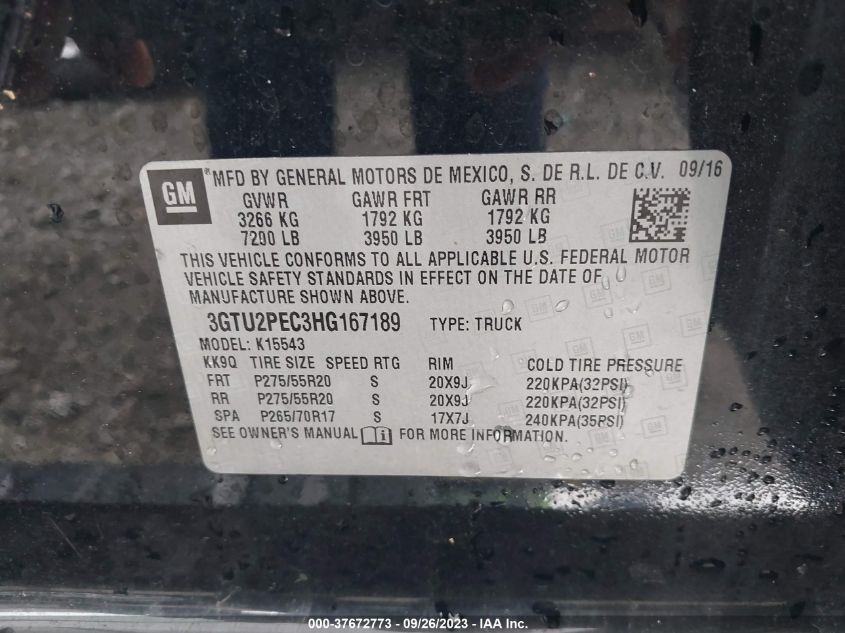 GM ® MFD BY GENERAL MOTORS DE MEXICO, S. DE R.L. DE C.V. 09/16
GVWR GAWR FRT GAWR RR
3266 KG 1792 KG 1792 KG
7200 LB 3950 LB 3950 LB
THIS VEHICLE CONFORMS TO ALL APPLICABLE U.S. FEDERAL MOTOR
VEHICLE SAFETY STANDARDS IN EFFECT ON THE DATE OF
MANUFACTURE SHOWN ABOVE.
3GTU2PEC3HG167189 TYPE: TRUCK
MODEL: K15543
KK9Q TIRE SIZE SPEED RTG RIM COLD TIRE PRESSURE
FRT P275/55R20 S 20X9J 220KPA(32PSI)
RR P275/55R20 S 20X9J 220KPA(32PSI)
SPA P265/70R17 S 17X7J 240KPA(35PSI)
SEE OWNER'S MANUAL i FOR MORE INFORMATION.
000-37672773 - 09/26/2023 - IAA Inc.